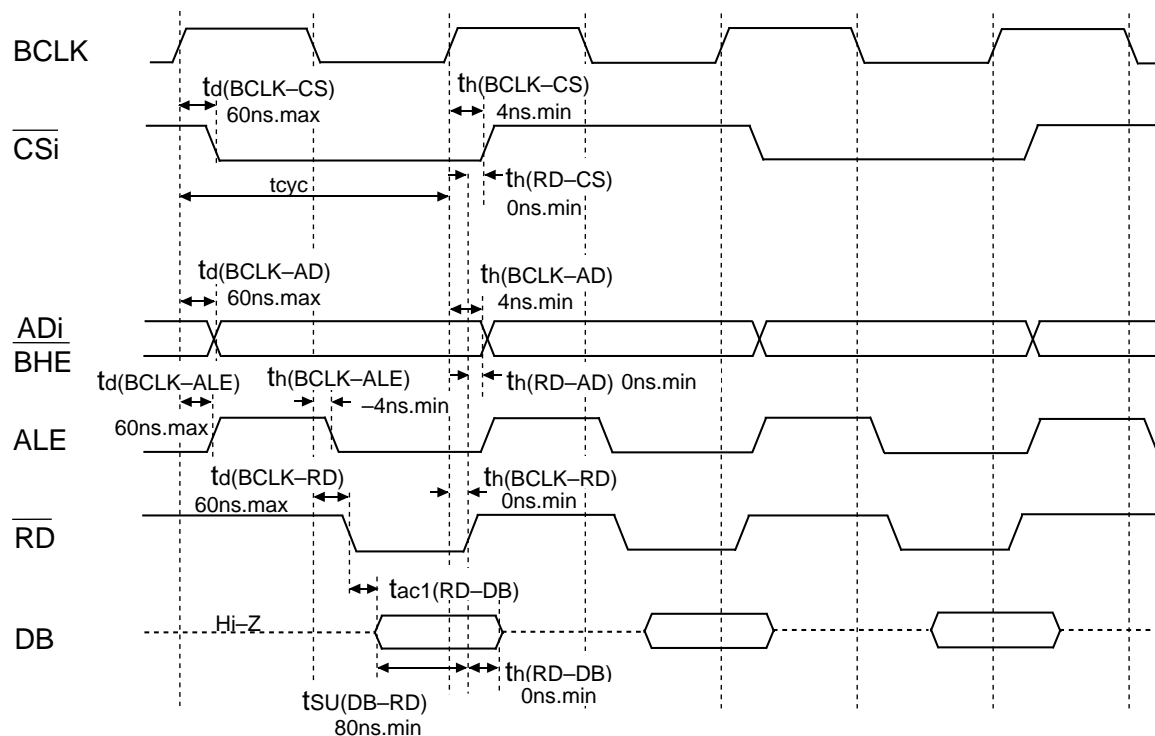 BCLK
td(BCLK–CS)
60ns.max
th(BCLK–CS)
4ns.min
CSi
tcyc
th(RD–CS)
0ns.min
td(BCLK–AD)
60ns.max
th(BCLK–AD)
4ns.min
ADi
BHE
td(BCLK–ALE)
60ns.max
th(BCLK–ALE)
–4ns.min
th(RD–AD) 0ns.min
ALE
td(BCLK–RD)
60ns.max
th(BCLK–RD)
0ns.min
RD
tac1(RD–DB)
Hi–Z
DB
th(RD–DB)
0ns.min
tSU(DB–RD)
80ns.min